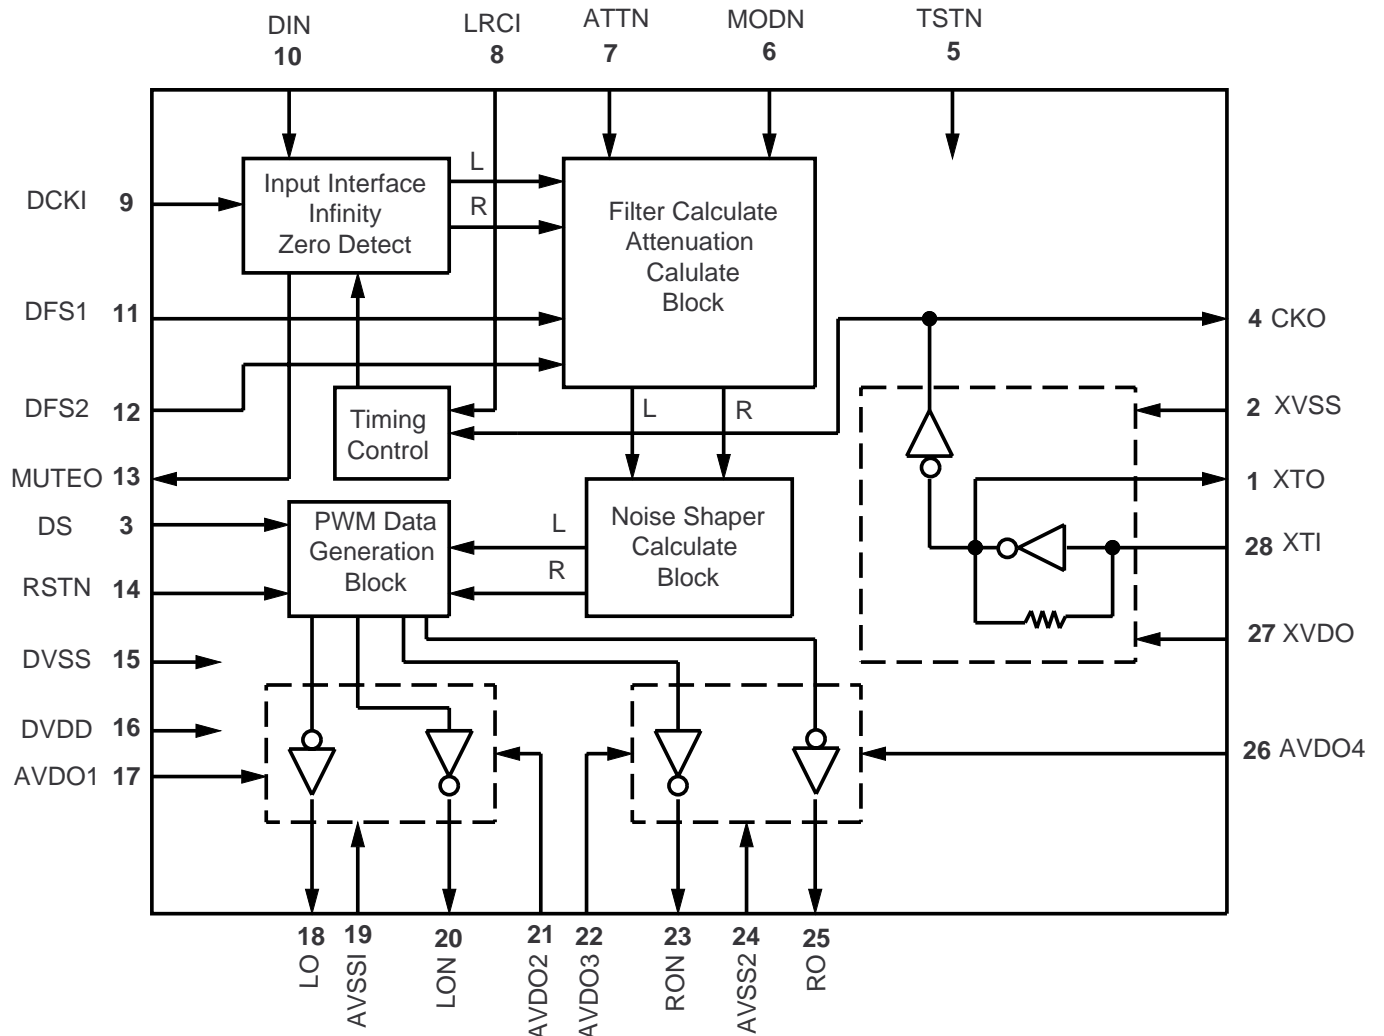 DIN
10
LRCI
8
ATTN
7
MODN
6
TSTN
5
DCKI 9
Input Interface
Infinity
Zero Detect
L
R
Filter Calculate
Attenuation
Calulate
Block
DFS1 11
4 CKO
DFS2 12
Timing
Control
L
R
2 XVSS
MUTEO 13
1 XTO
DS 3
PWM Data
Generation
Block
L
R
Noise Shaper
Calculate
Block
28 XTI
RSTN 14
27 XVDO
DVSS 15
DVDD 16
26 AVDO4
AVDO1 17
18
LO
19
AVSSI
20
LON
21
AVDO2
22
AVDO3
23
RON
24
AVSS2
25
RO